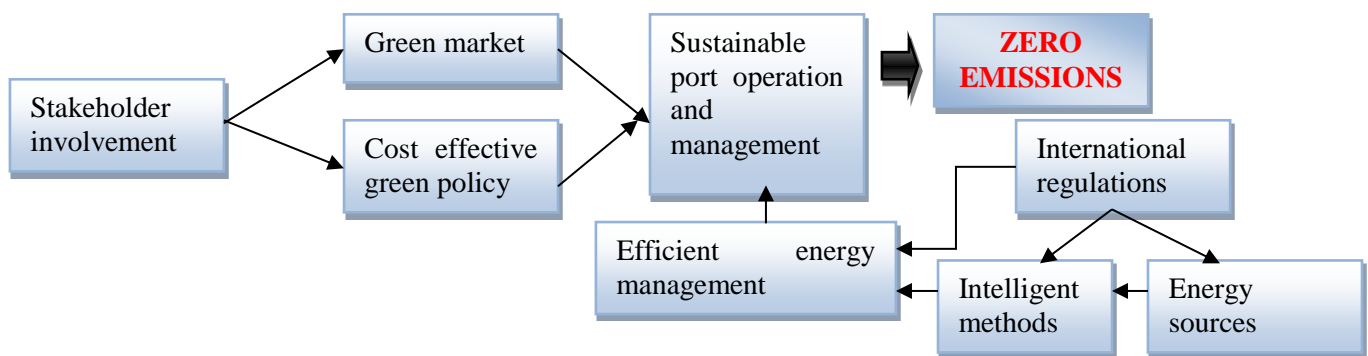 Green market
Sustainable
port operation
and
management
ZERO
EMISSIONS
Stakeholder
involvement
Cost effective
green policy
International
regulations
Efficient energy
management
Intelligent
methods
Energy
sources